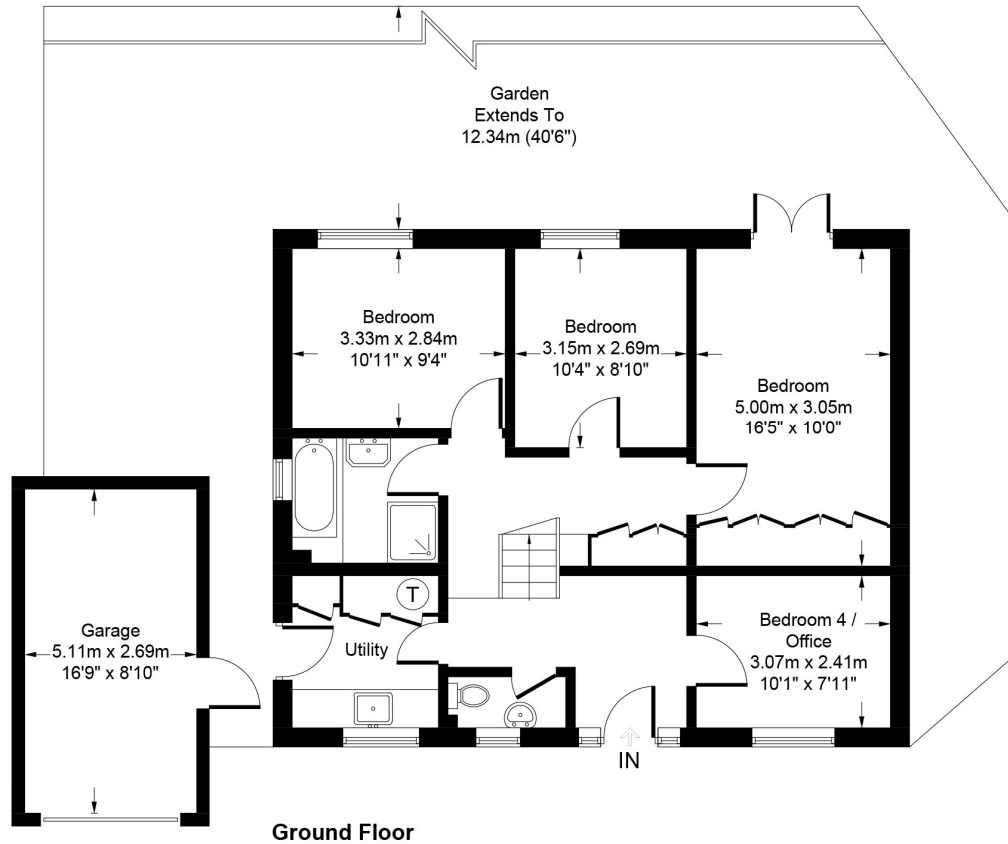 Garden
Extends To
12.34m (40'6")
Bedroom
3.33m x 2.84m
10'11" x 9'4"
Bedroom
3.15m x 2.69m
10'4" x 8'10"
Bedroom
5.00m x 3.05m
16'5" x 10'0"
Garage
5.11m x 2.69m
16'9" x 8'10"
T
Utility
Bedroom 4 /
Office
3.07m x 2.41m
10'1" x 7'11"
IN
Ground Floor